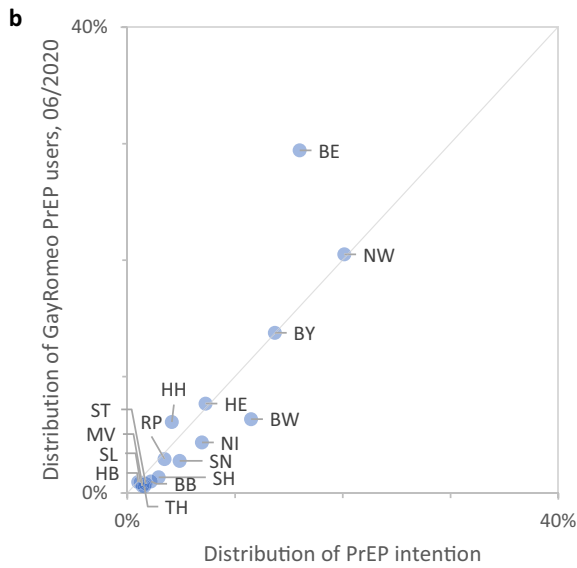 b
40%
Distribution of GayRomeo PrEP users, 06/2020
BE
NW
BY
HH
HE
ST
RP
BW
MV
NI
SL
SN
HB
BB
SH
0%
TH
0%
40%
Distribution of PrEP intention